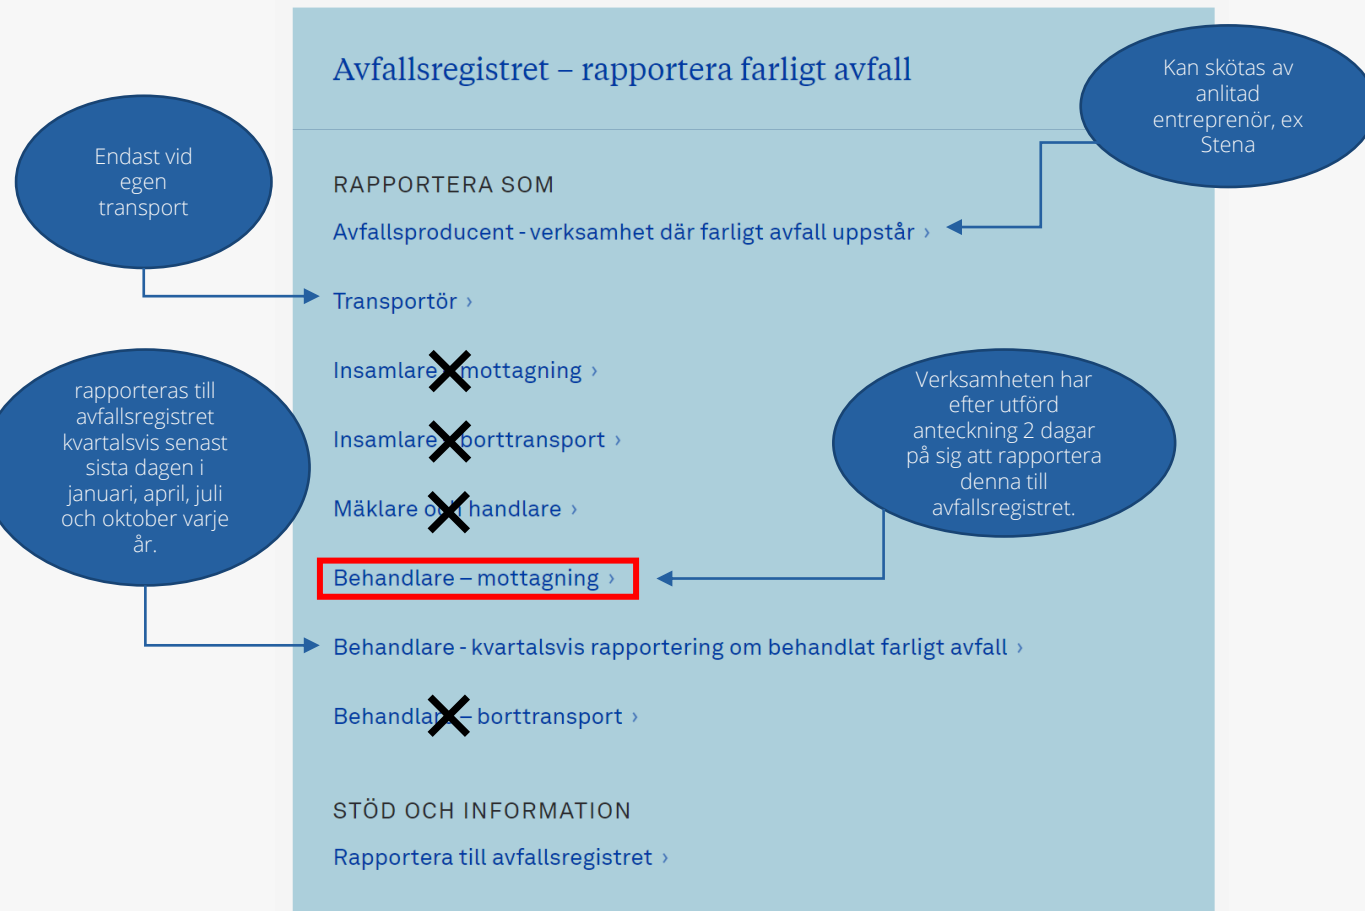 Avfallsregistret – rapportera farligt avfall
Kan skötas av
anlitad
entreprenör, ex
Stena
Endast vid
egen
transport
RAPPORTERA SOM
Avfallsproducent - verksamhet där farligt avfall uppstår ›
Transportör ›
Insamlare mottagning ›
Insamlare borttransport ›
Mäklare och handlare ›
rapporteras till
avfallsregistret
kvartalsvis senast
sista dagen i
januari, april, juli
och oktober varje
år.
Verksamheten har
efter utförd
anteckning 2 dagar
på sig att rapportera
denna till
avfallsregistret.
Behandlare – mottagning ›
Behandlare - kvartalsvis rapportering om behandlat farligt avfall ›
Behandlare – borttransport ›
STÖD OCH INFORMATION
Rapportera till avfallsregistret ›